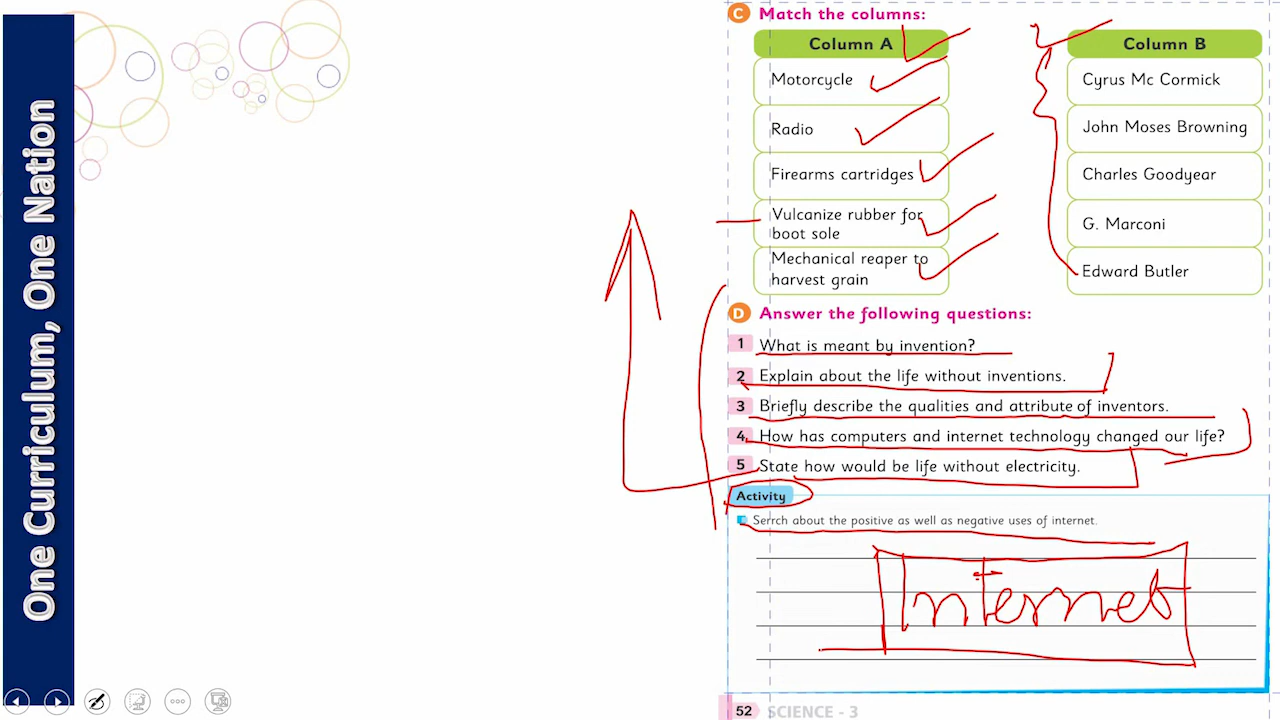 One Curriculum, One Nation
C Match the columns:
Column A Column B
Motorcycle Cyrus Mc Cormick
Radio John Moses Browning
Firearms cartridges Charles Goodyear
Vulcanize rubber for
boot sole G. Marconi
Mechanical reaper to
harvest grain Edward Butler
D Answer the following questions:
1 What is meant by invention?
2 Explain about the life without inventions.
3 Briefly describe the qualities and attribute of inventors.
4 How has computers and internet technology changed our life?
5 State how would be life without electricity.
Activity
Serrch about the positive as well as negative uses of internet.
Internet
52 SCIENCE - 3